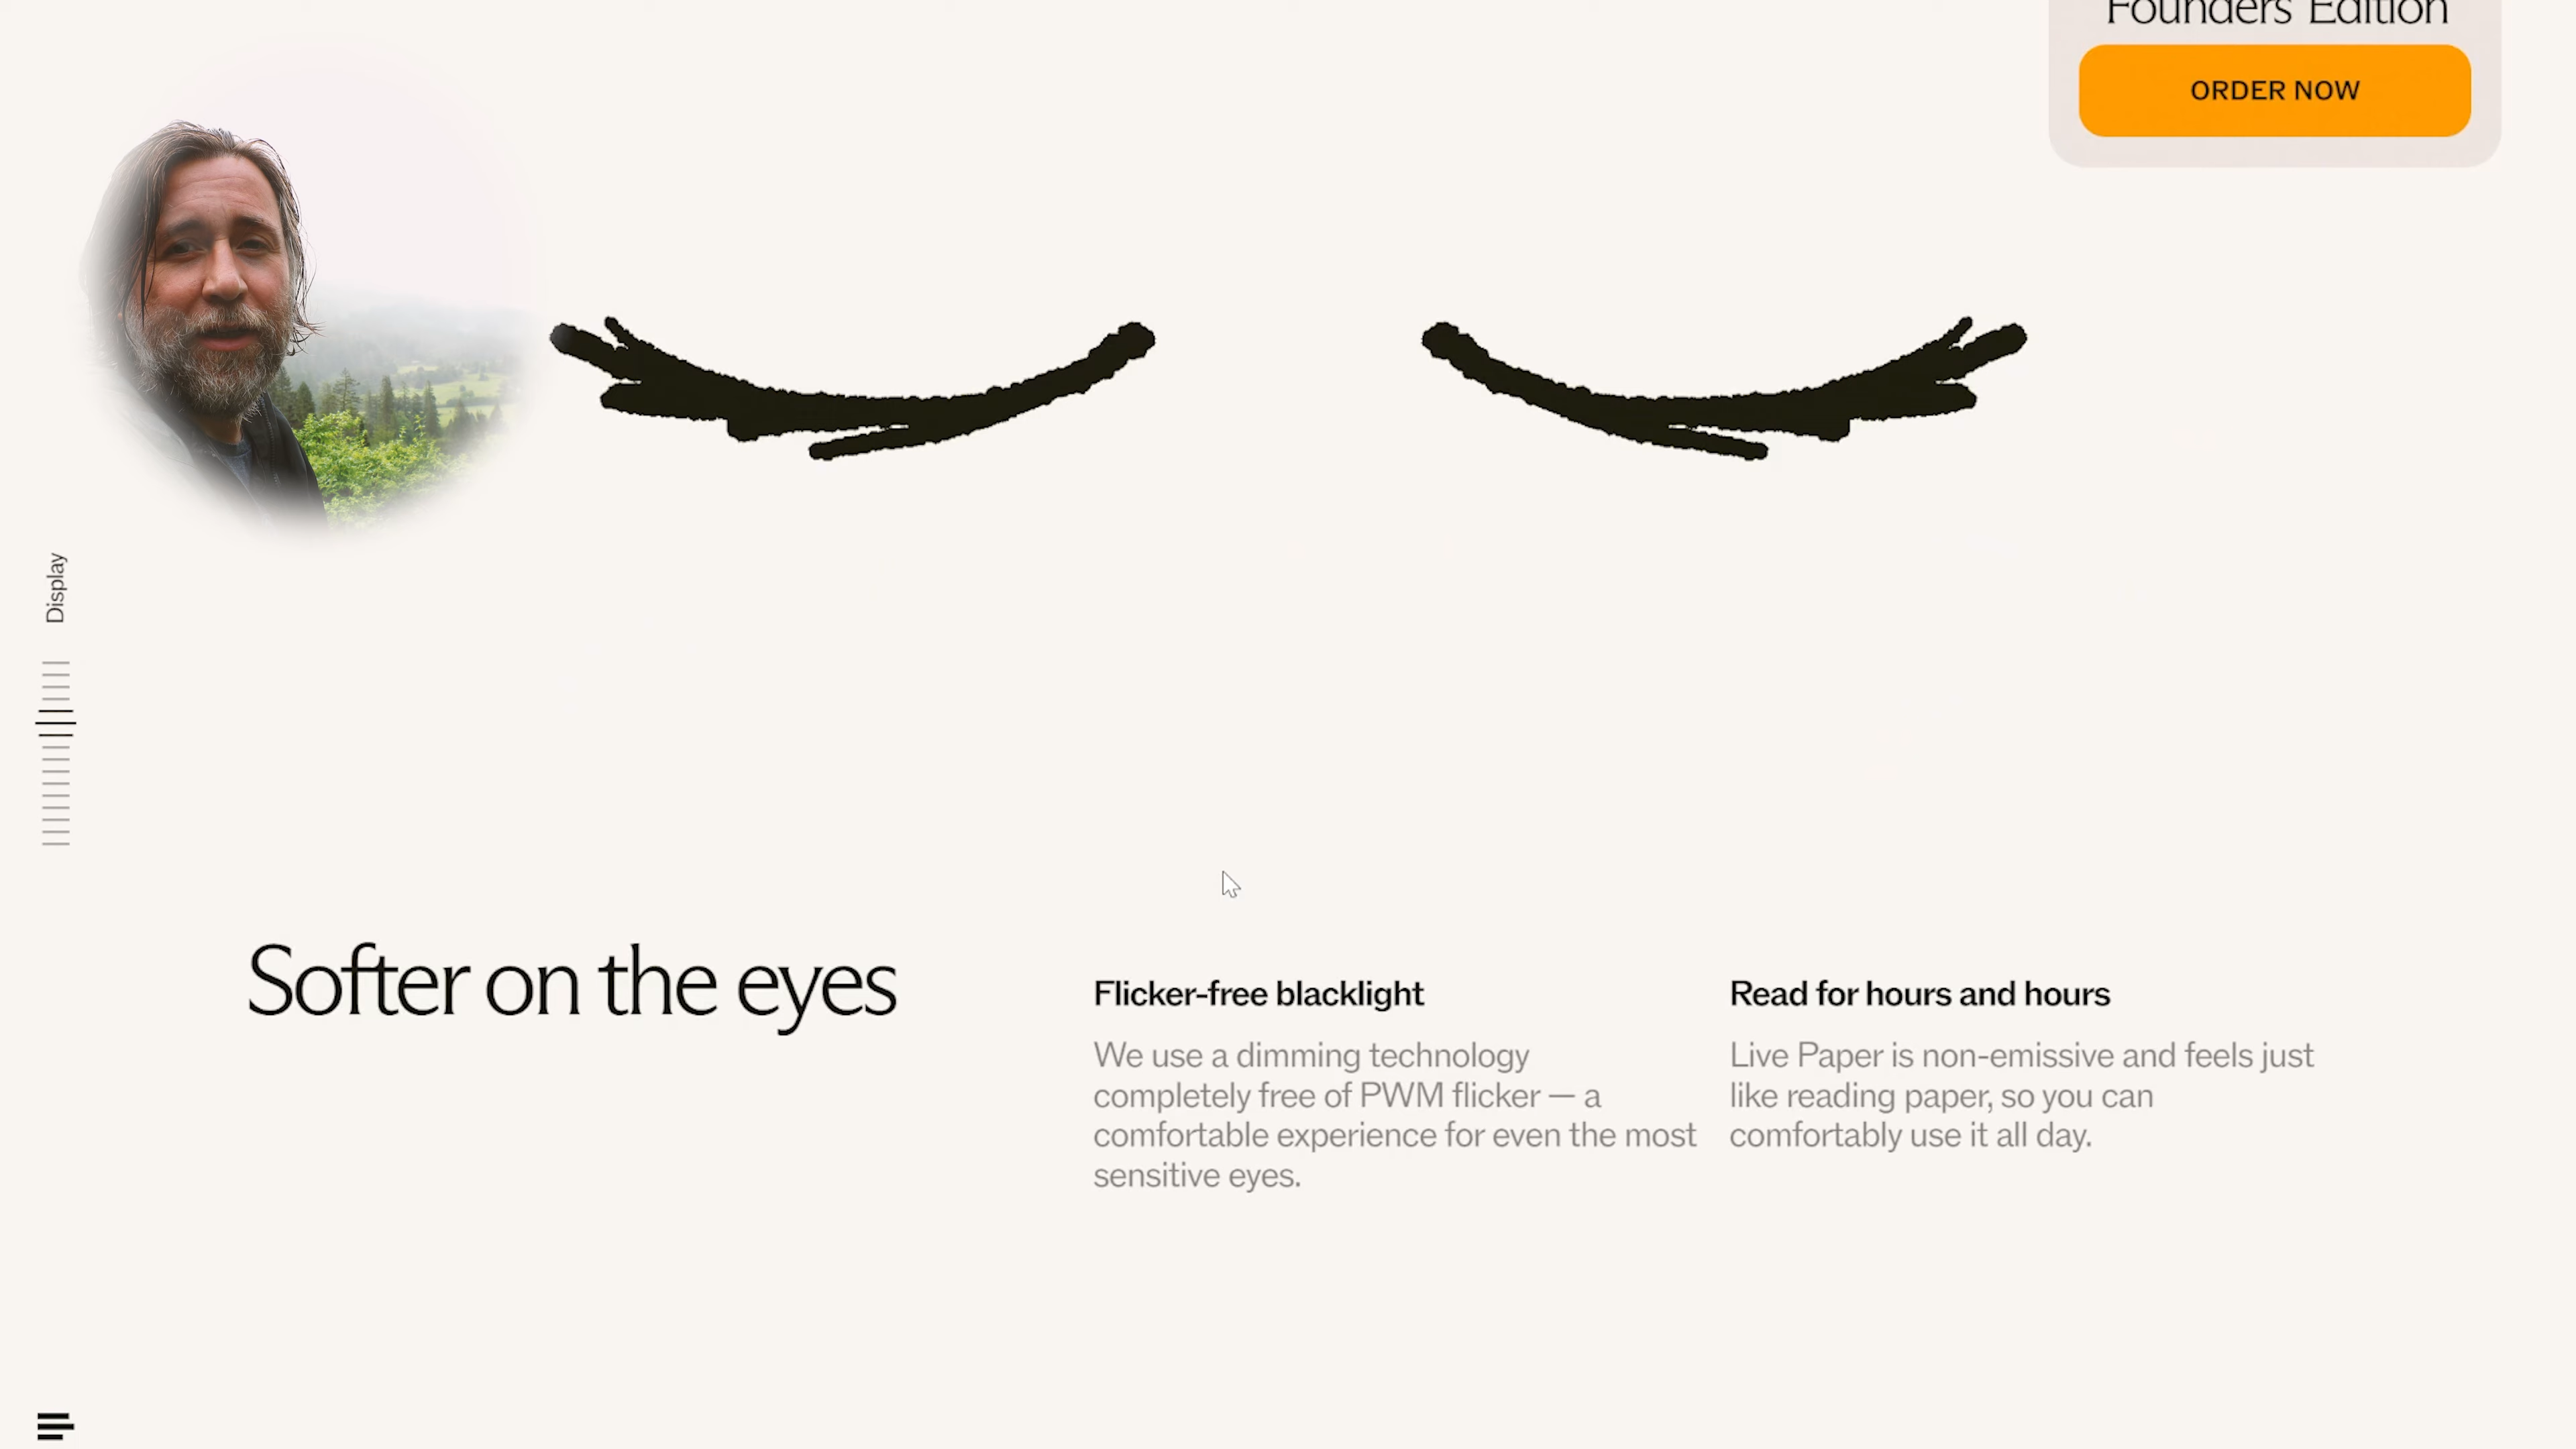 Founders Edition
ORDER NOW
Display
Softer on the eyes
Flicker-free blacklight
We use a dimming technology
completely free of PWM flicker — a
comfortable experience for even the most
sensitive eyes.
Read for hours and hours
Live Paper is non-emissive and feels just
like reading paper, so you can
comfortably use it all day.